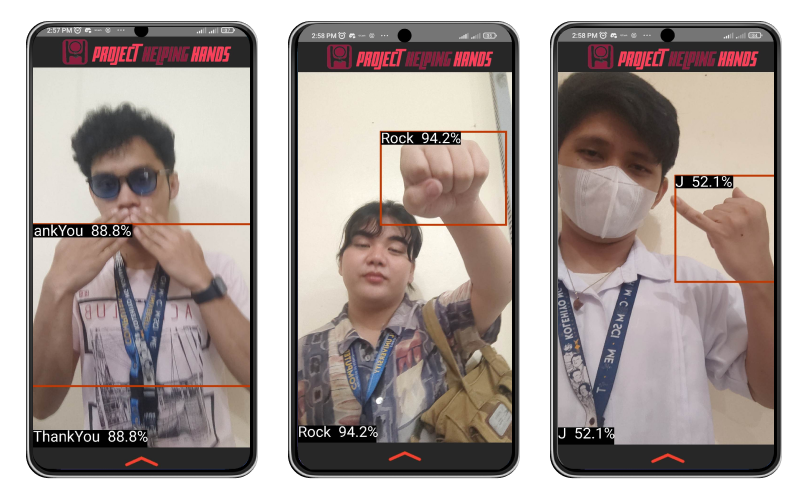 2:57 PM
PROJECT HELPING HANDS
ankYou 88.8%
ACLUB
ThankYou 88.8%
2:58 PM
PROJECT HELPING HANDS
Rock 94.2%
Rock 94.2%
2:58 PM
PROJECT HELPING HANDS
J 52.1%
J 52.1%